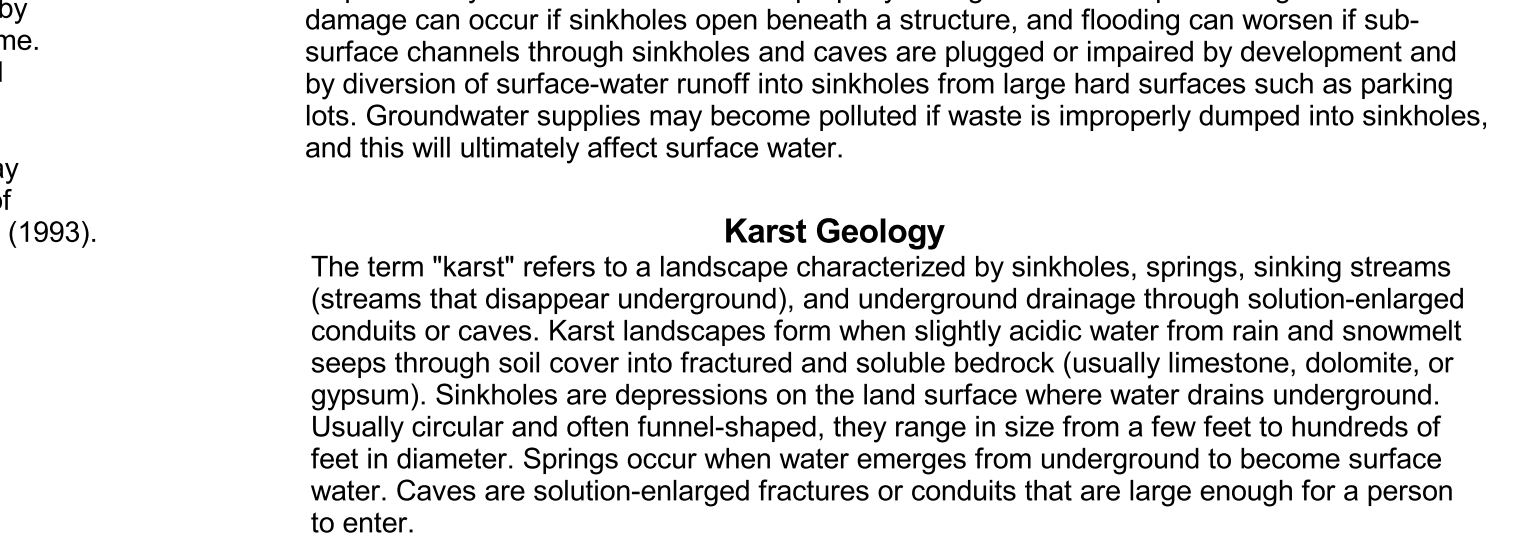 by
me.
(1993).
damage can occur if sinkholes open beneath a structure, and flooding can worsen if sub-
surface channels through sinkholes and caves are plugged or impaired by development and
by diversion of surface-water runoff into sinkholes from large hard surfaces such as parking
lots. Groundwater supplies may become polluted if waste is improperly dumped into sinkholes,
and this will ultimately affect surface water.
Karst Geology
The term "karst" refers to a landscape characterized by sinkholes, springs, sinking streams
(streams that disappear underground), and underground drainage through solution-enlarged
conduits or caves. Karst landscapes form when slightly acidic water from rain and snowmelt
seeps through soil cover into fractured and soluble bedrock (usually limestone, dolomite, or
gypsum). Sinkholes are depressions on the land surface where water drains underground.
Usually circular and often funnel-shaped, they range in size from a few feet to hundreds of
feet in diameter. Springs occur when water emerges from underground to become surface
water. Caves are solution-enlarged fractures or conduits that are large enough for a person
to enter.